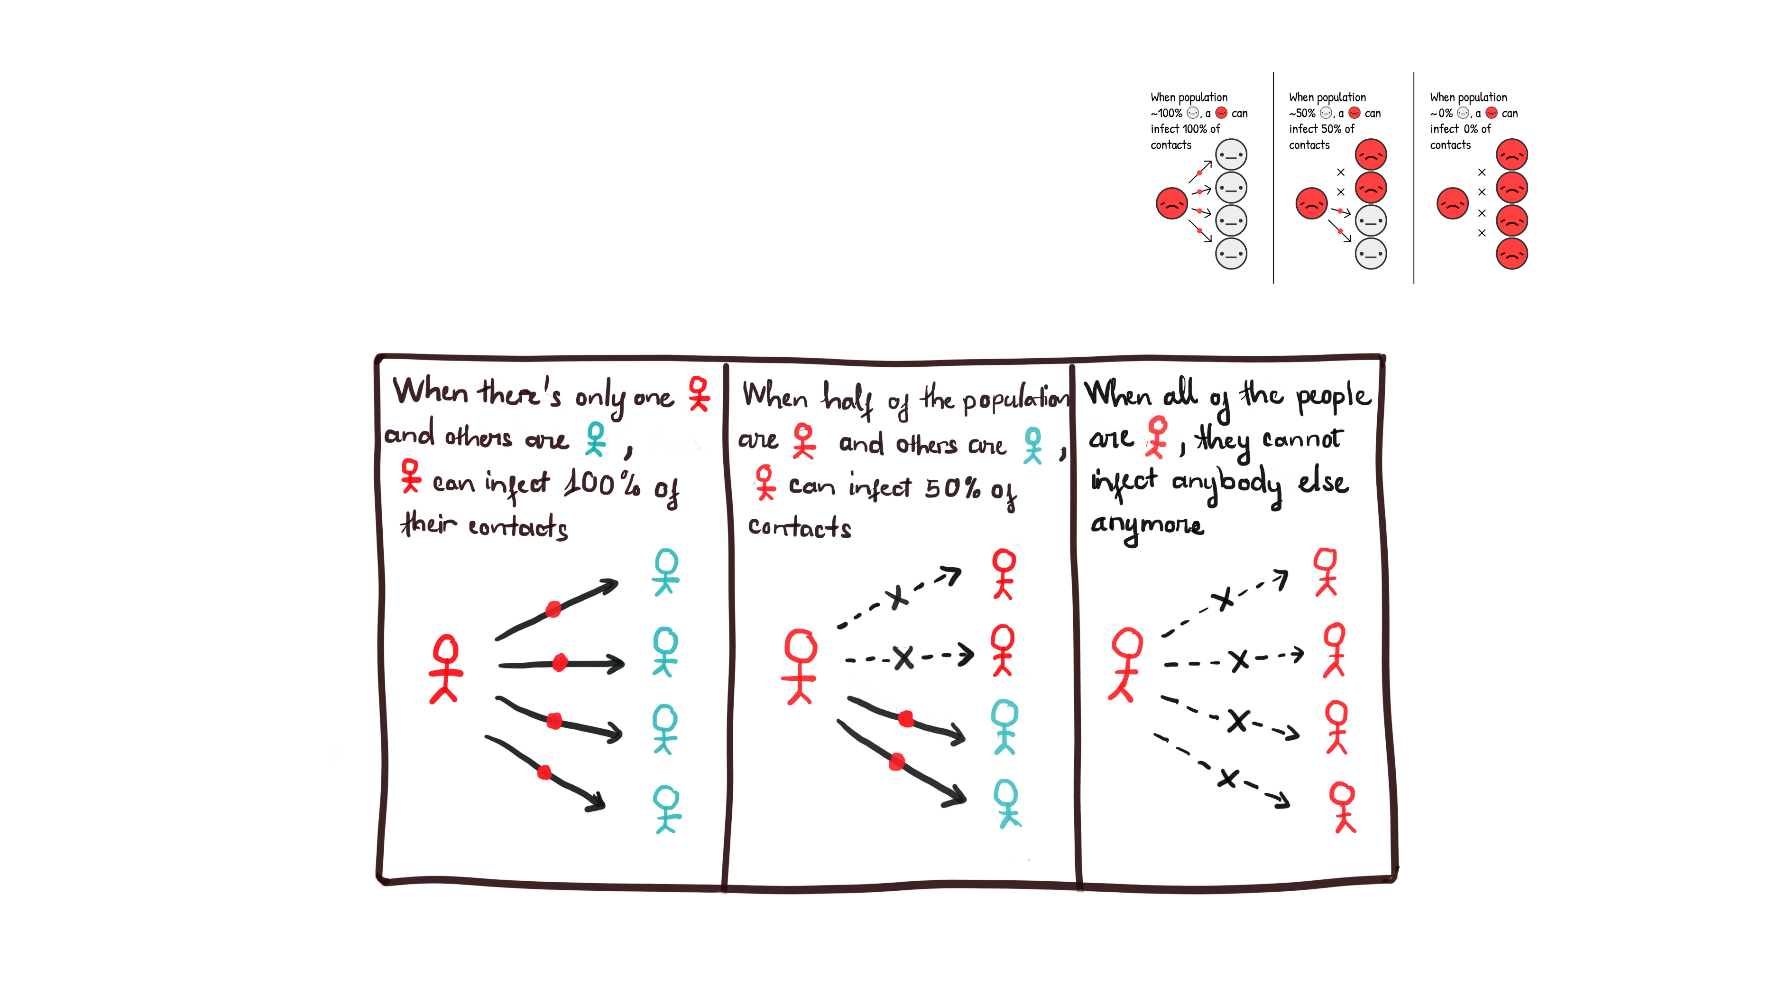 When population
~100% , a can
infect 100% of
contacts
When population
~50% , a can
infect 50% of
contacts
When population
~0% , a can
infect 0% of
contacts
When there's only one
and others are ,
can infect 100% of
their contacts
When half of the population
are and others are ,
can infect 50% of
contacts
When all of the people
are , they cannot
infect anybody else
anymore